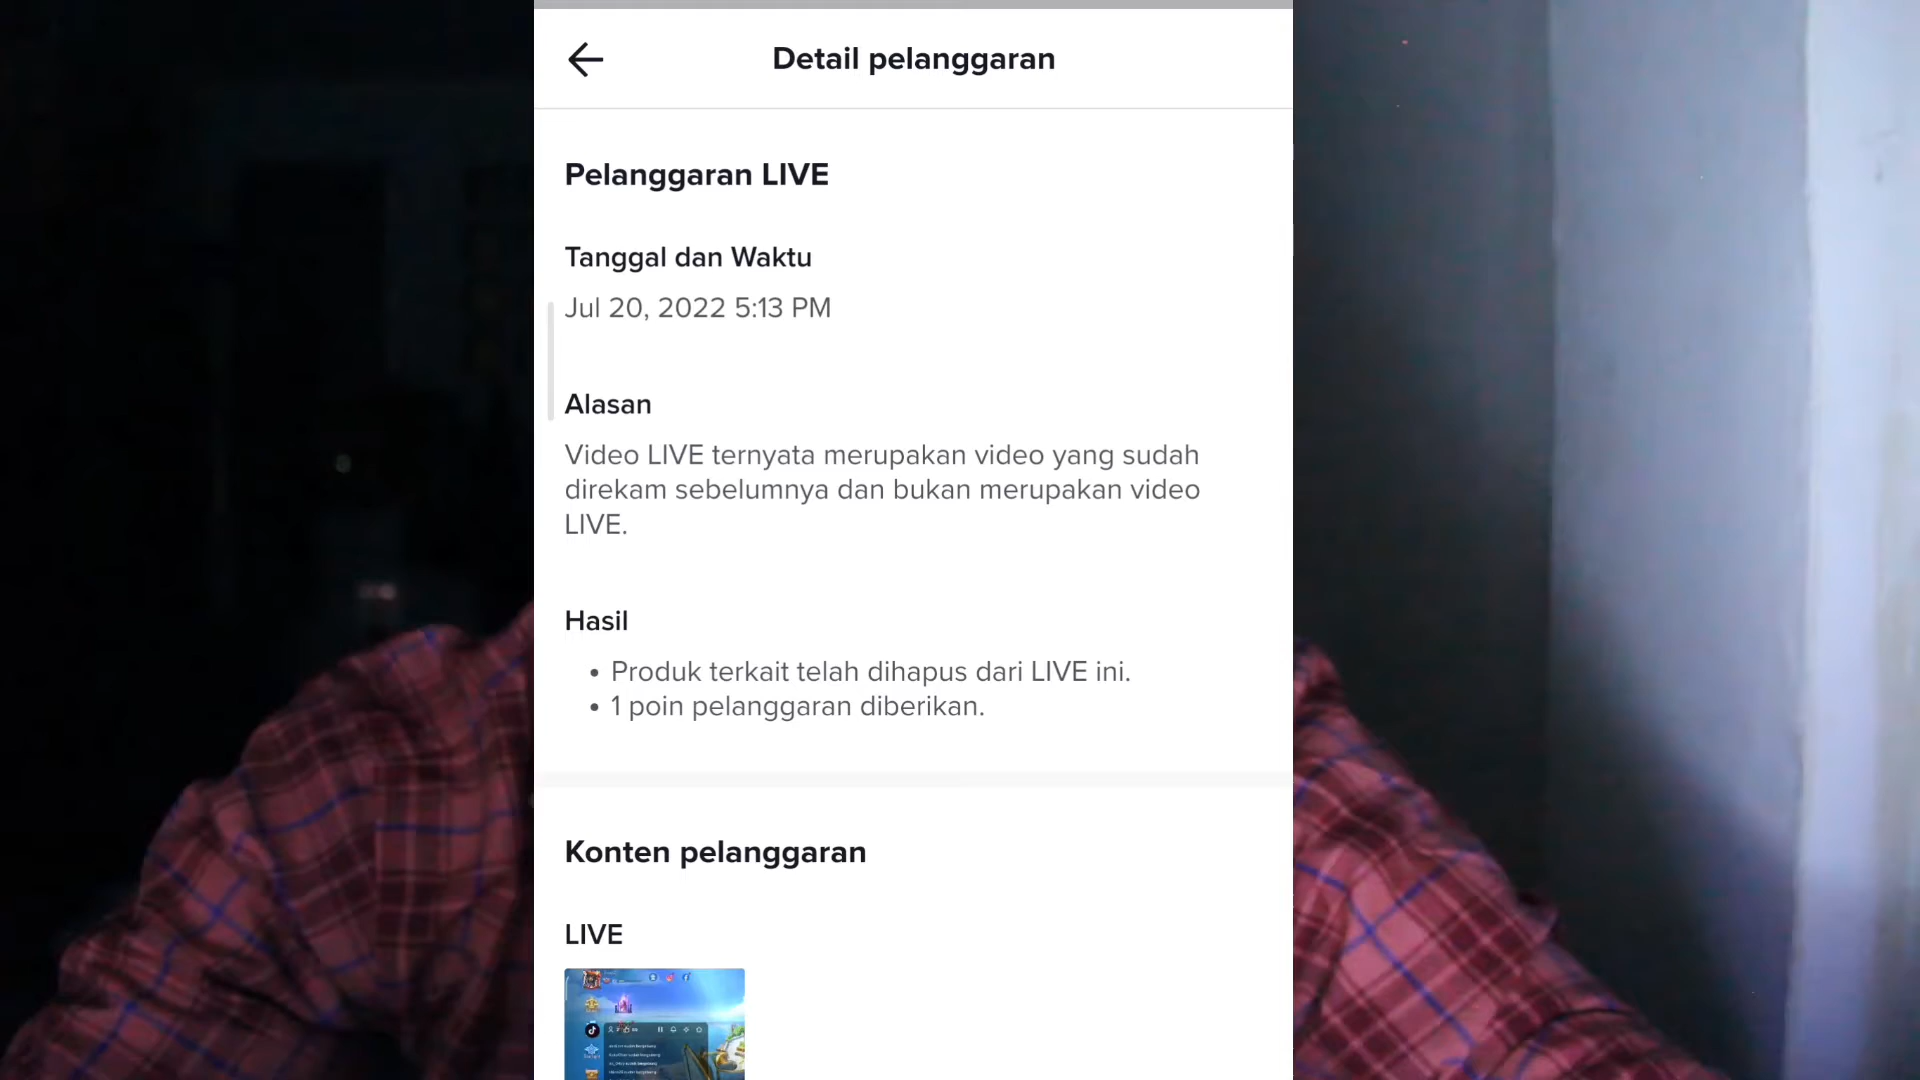 Detail pelanggaran
Pelanggaran LIVE
Tanggal dan Waktu
Jul 20, 2022 5:13 PM
Alasan
Video LIVE ternyata merupakan video yang sudah
direkam sebelumnya dan bukan merupakan video
LIVE.
Hasil
• Produk terkait telah dihapus dari LIVE ini.
• 1 poin pelanggaran diberikan.
Konten pelanggaran
LIVE